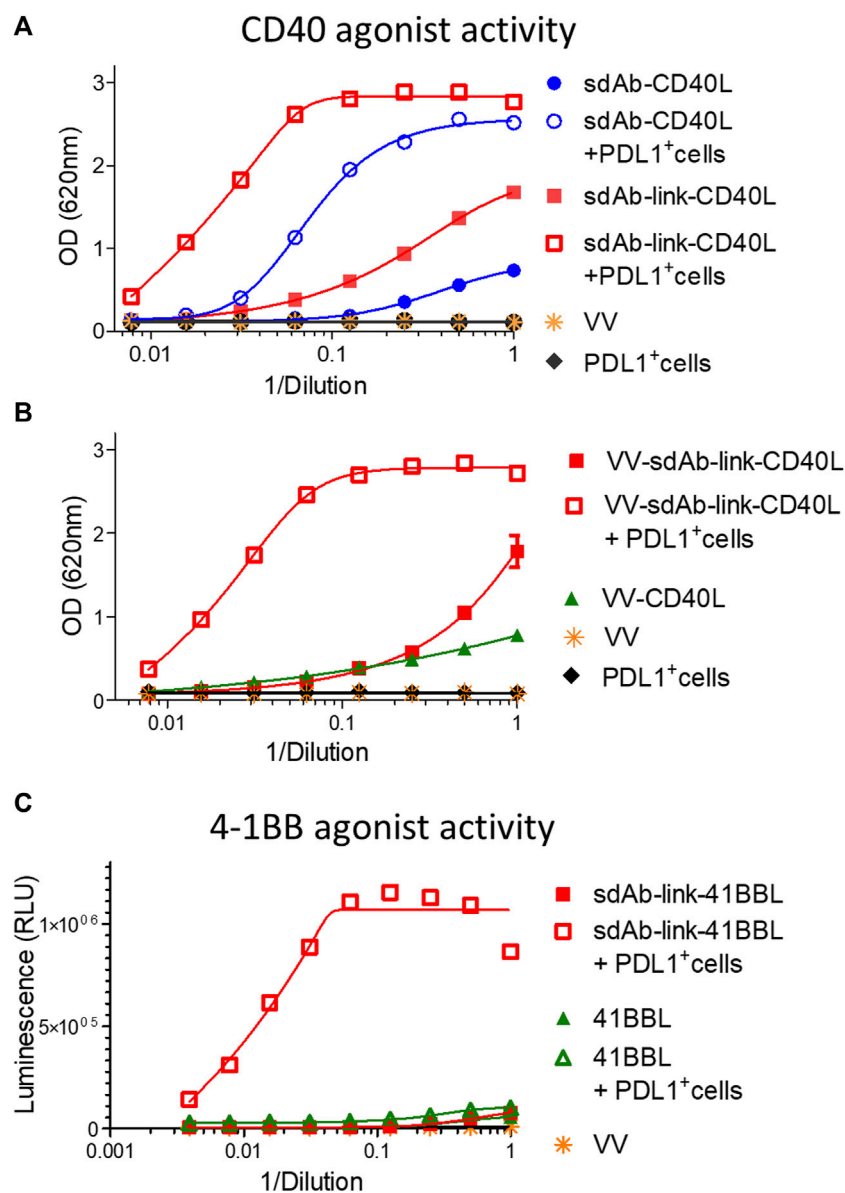 A
CD40 agonist activity
3
2
1
0
OD (620nm)
0.01
0.1
1
1/Dilution
sdAb-CD40L
sdAb-CD40L
+PDL1⁺cells
sdAb-link-CD40L
sdAb-link-CD40L
+PDL1⁺cells
VV
PDL1⁺cells
B
3
2
1
0
OD (620nm)
0.01
0.1
1
1/Dilution
VV-sdAb-link-CD40L
VV-sdAb-link-CD40L
+ PDL1⁺cells
VV-CD40L
VV
PDL1⁺cells
C
4-1BB agonist activity
1×10⁰⁶
5×10⁰⁵
0
Luminescence (RLU)
0.001
0.01
0.1
1
1/Dilution
sdAb-link-41BBL
sdAb-link-41BBL
+ PDL1⁺cells
41BBL
41BBL
+ PDL1⁺cells
VV